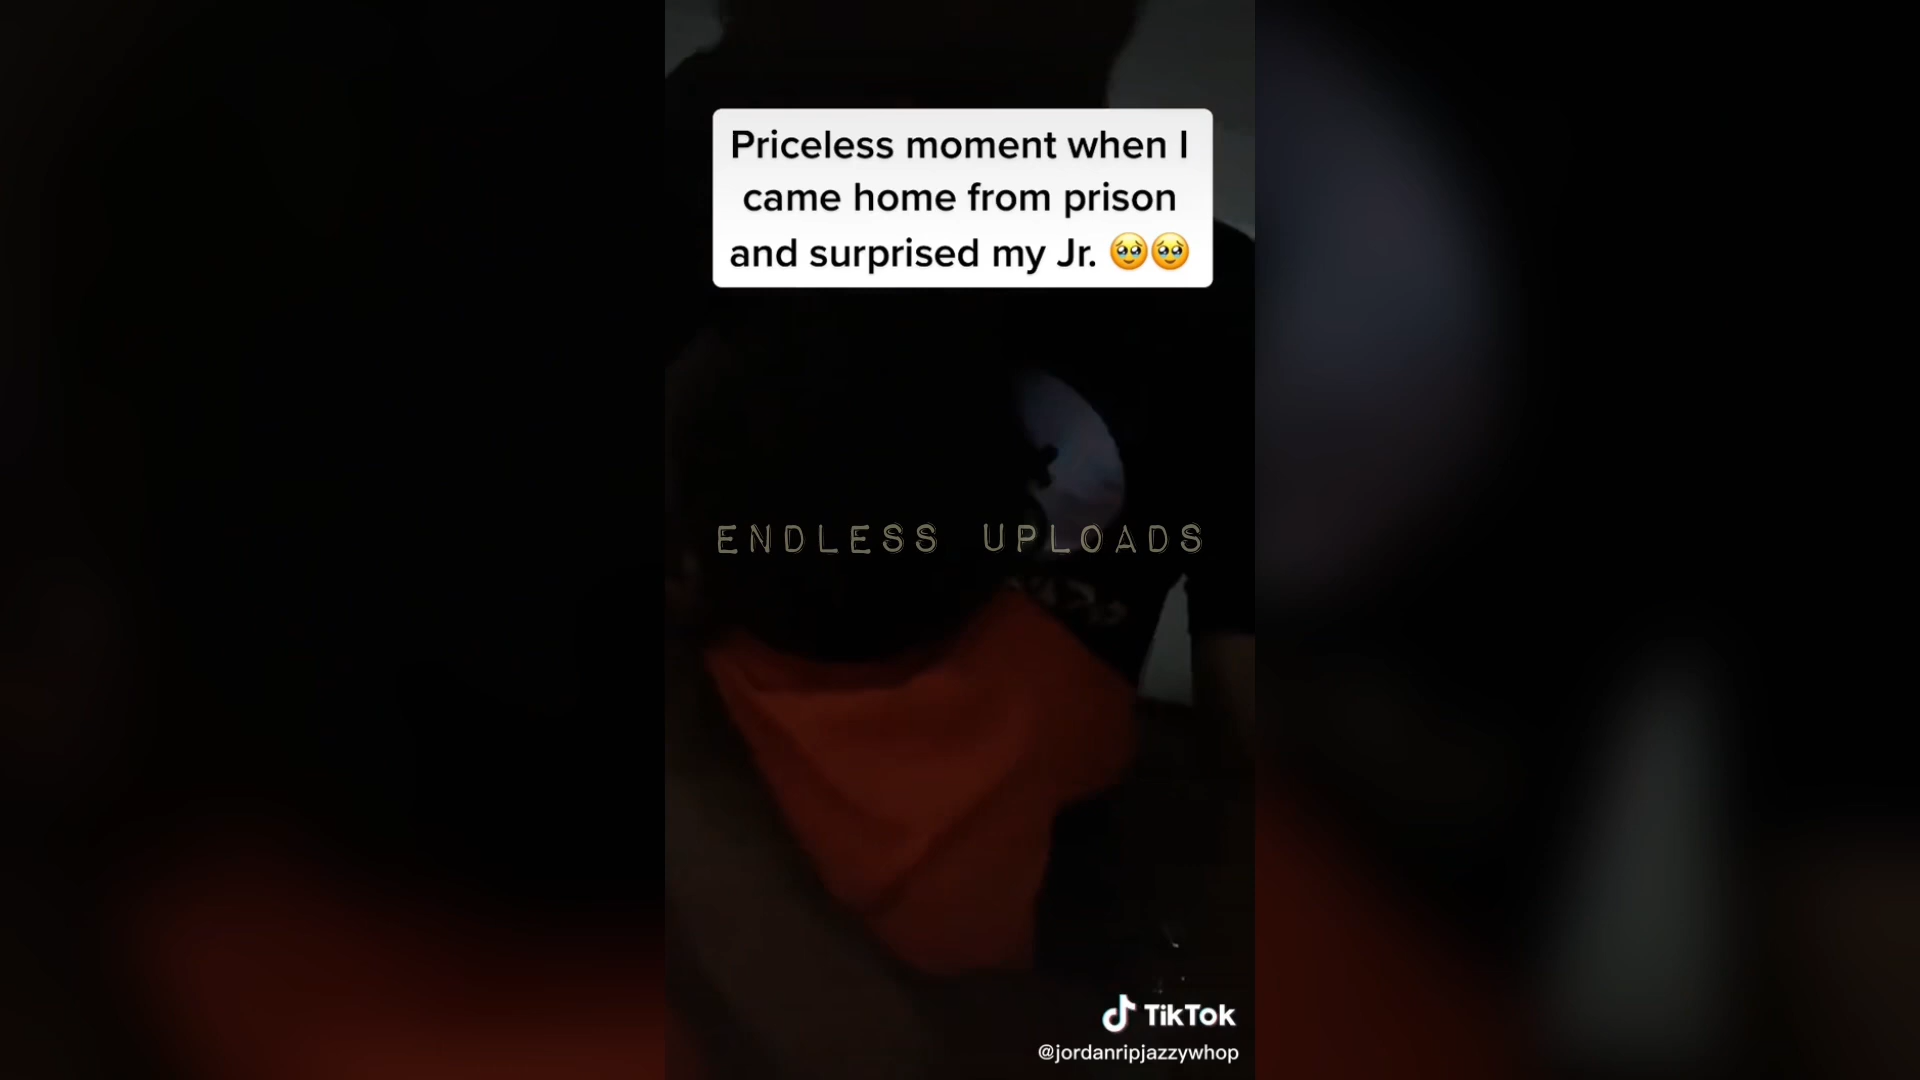 Priceless moment when I
came home from prison
and surprised my Jr. 🥹🥹
ENDLESS UPLOADS
TikTok
@jordanripjazzywhop